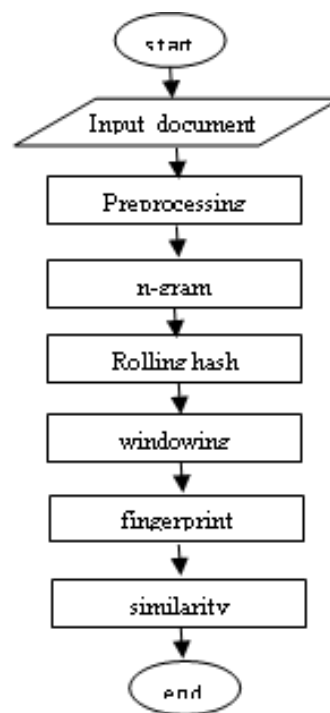 start
Input document
Preprocessing
n-gram
Rolling hash
windowing
fingerprint
similarity
end